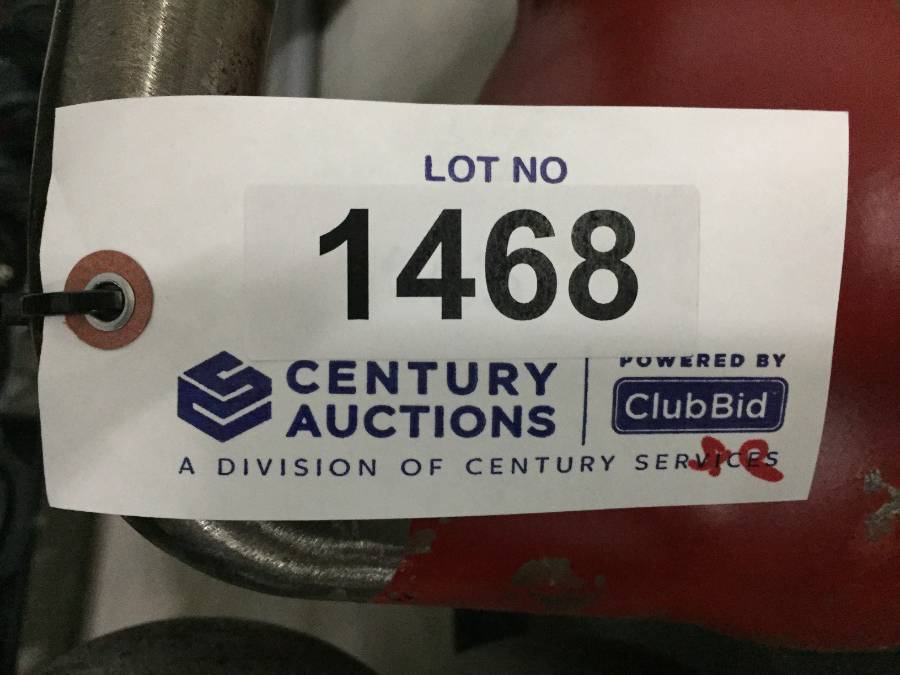 LOT NO
1468
CENTURY
AUCTIONS
POWERED BY
ClubBid
A DIVISION OF CENTURY SERVICES